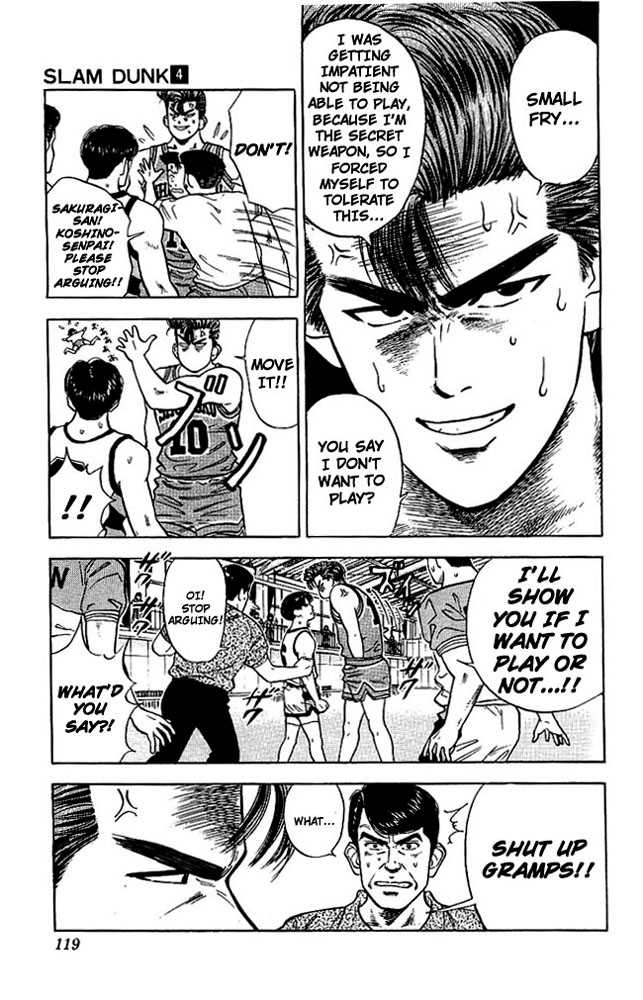 SMALL
FRY...
I WAS
GETTING
IMPATIENT
NOT BEING
ABLE TO PLAY,
BECAUSE I'M
THE SECRET
WEAPON, SO I
FORCED
MYSELF TO
TOLERATE
THIS...
YOU SAY
I DON'T
WANT TO
PLAY?
SLAM DUNK 4
DON'T!
SAKURAGI-
SAN!
KOSHINO-
SENPAI!
PLEASE
STOP
ARGUING!!
10
MOVE
IT!!
10
ドン
!!
I'LL
SHOW
YOU IF I
WANT TO
PLAY OR
NOT...!!
OI!
STOP
ARGUING!
N
WHAT'D
YOU
SAY?!
SHUT UP
GRAMPS!!
WHAT...
119